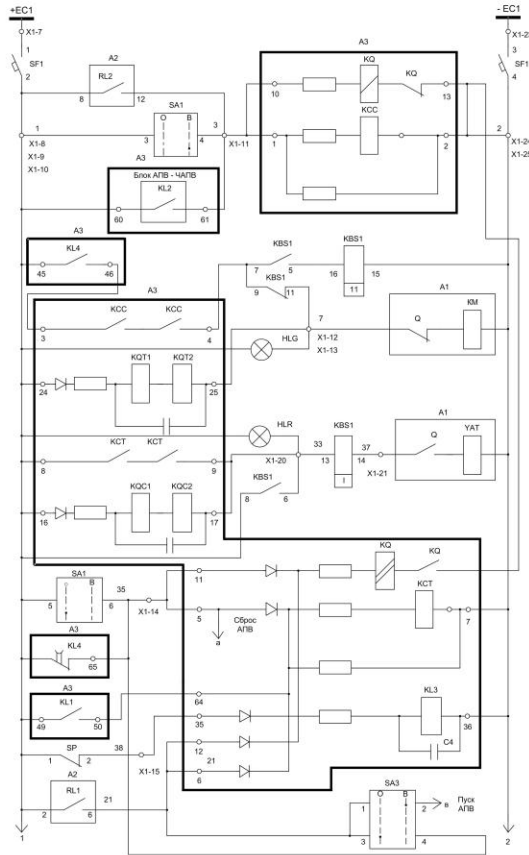 +EC1
- EC1
X1-7
X1-23
1
3
SF1
SF1
2
4
A2
A3
RL2
KQ
KQ
8
12
10
13
SA1
KCC
O
B
1
3
2
3
4
X1-11
1
2
X1-8
X1-24
X1-9
X1-25
X1-10
A3
Блок АПВ - ЧАПВ
KL2
60
61
A3
KL4
KBS1
KBS1
45
46
7
5
16
15
KBS1
11
A3
9
11
A1
KCC
KCC
7
Q
KM
3
4
X1-12
HLG
X1-13
KQT1
KQT2
24
25
HLR
KBS1
A1
KCT
KCT
33
37
Q
YAT
8
9
X1-20
13
14
I
X1-21
KQC1
KQC2
KBS1
8
6
16
17
SA1
KQ
KQ
O
B
35
11
5
6
X1-14
KCT
5
Сброс
АПВ
7
A3
a
KL4
65
A3
KL1
64
KL3
49
50
35
36
SP
38
12
C4
1
2
21
X1-15
6
A2
SA3
RL1
21
O
B
Пуск
АПВ
1
2
в
2
6
3
4
1
2